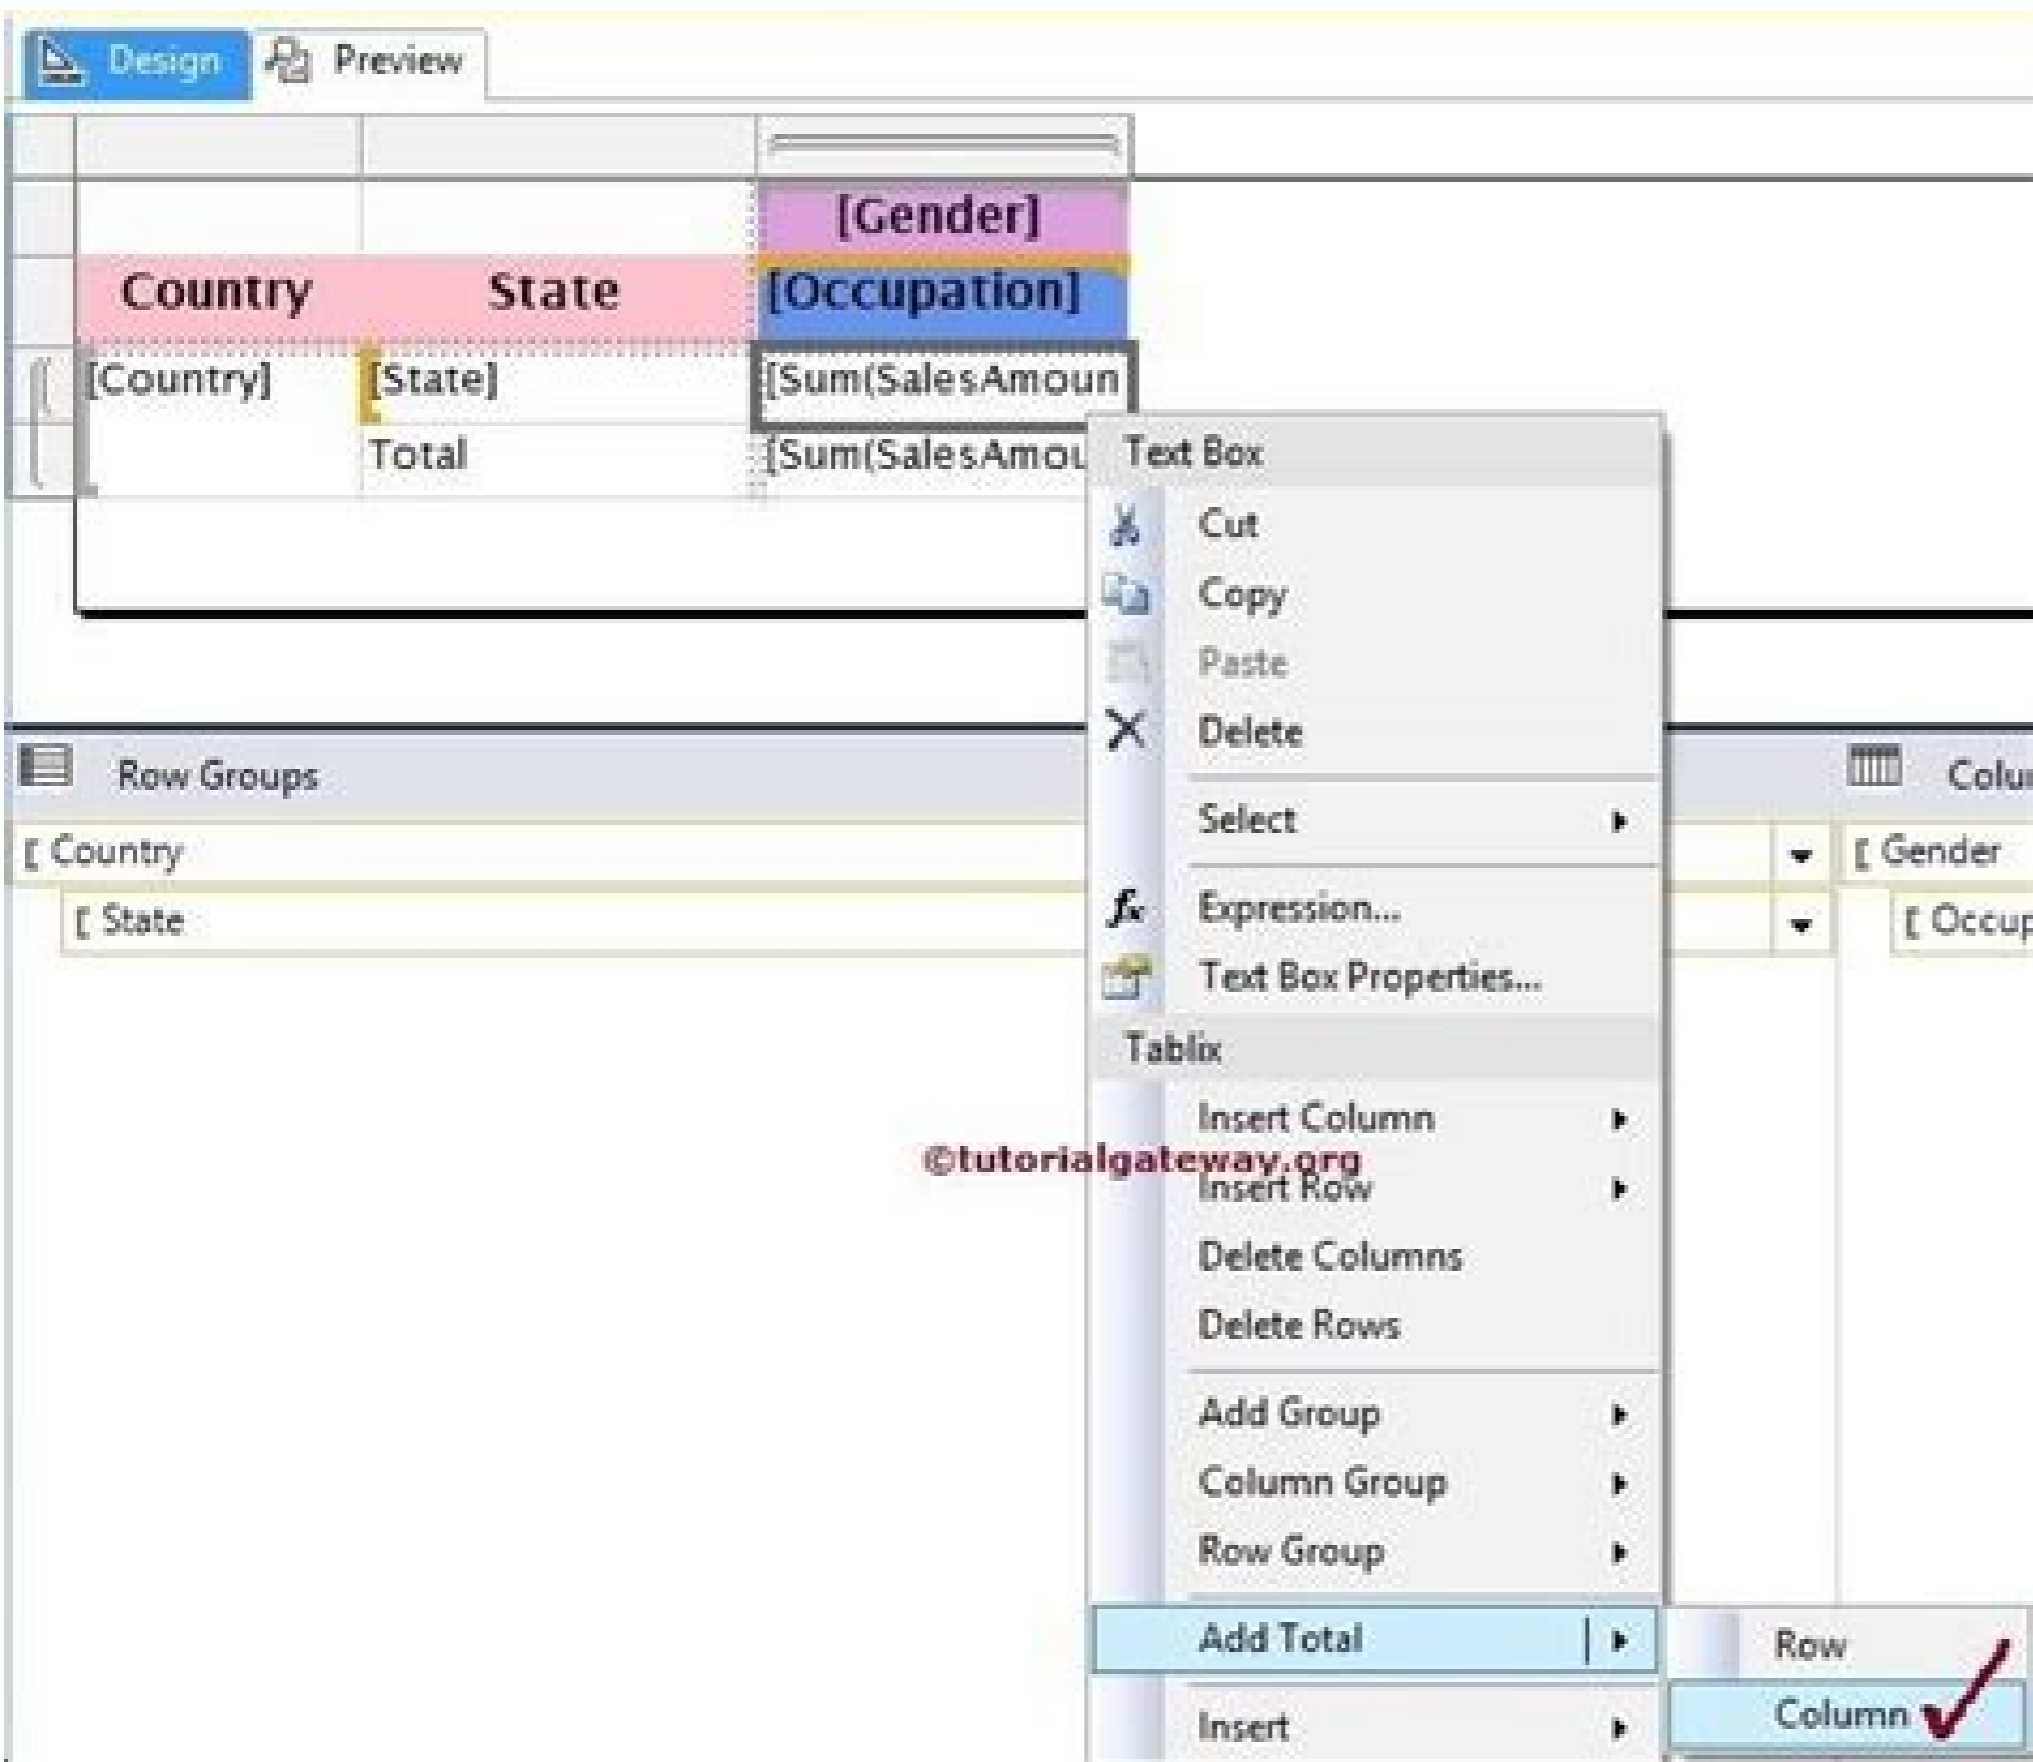 Design Preview
[Gender]
Country State [Occupation]
[Country] [State] [Sum(SalesAmoun
Total [Sum(SalesAmou
Text Box
Cut
Copy
Paste
Delete
Select
Expression...
Text Box Properties...
Tablix
Insert Column
©tutorialgateway.org
Insert Row
Delete Columns
Delete Rows
Add Group
Column Group
Row Group
Add Total
Insert
Row
Column
Row Groups
[ Country
[ State
Colu
[ Gender
[ Occup